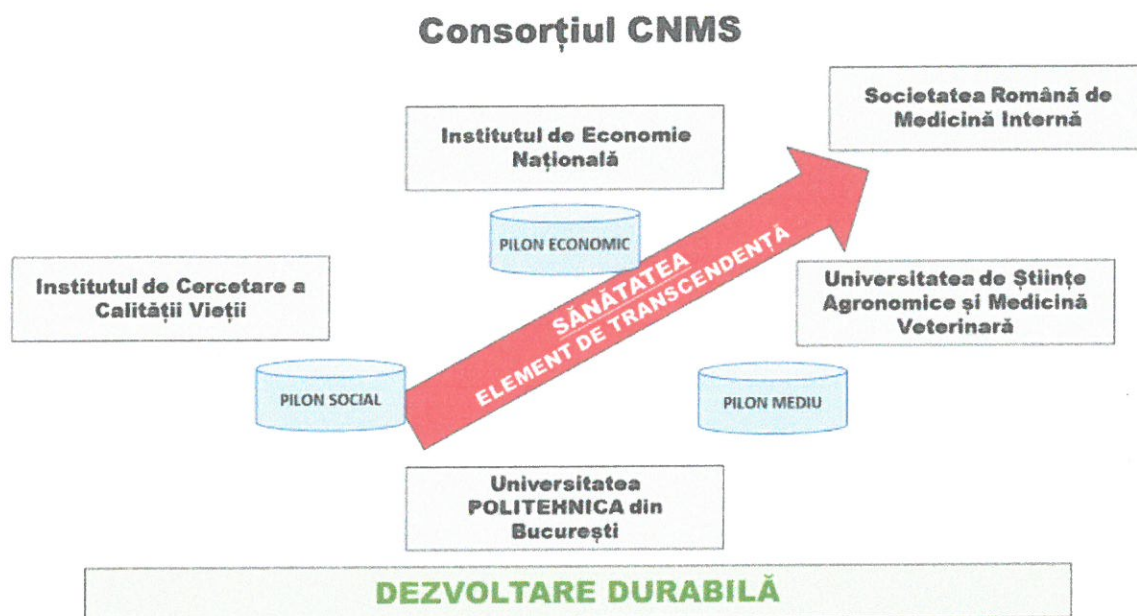 Consorțiul CNMS
Societatea Română de
Medicină Internă
Institutul de Economie
Națională
PILON ECONOMIC
Institutul de Cercetare a
Calității Vieții
SĂNĂTATEA
ELEMENT DE TRANSCENDENȚĂ
Universitatea de Științe
Agronomice și Medicină
Veterinară
PILON SOCIAL
PILON MEDIU
Universitatea
POLITEHNICA din
București
DEZVOLTARE DURABILĂ